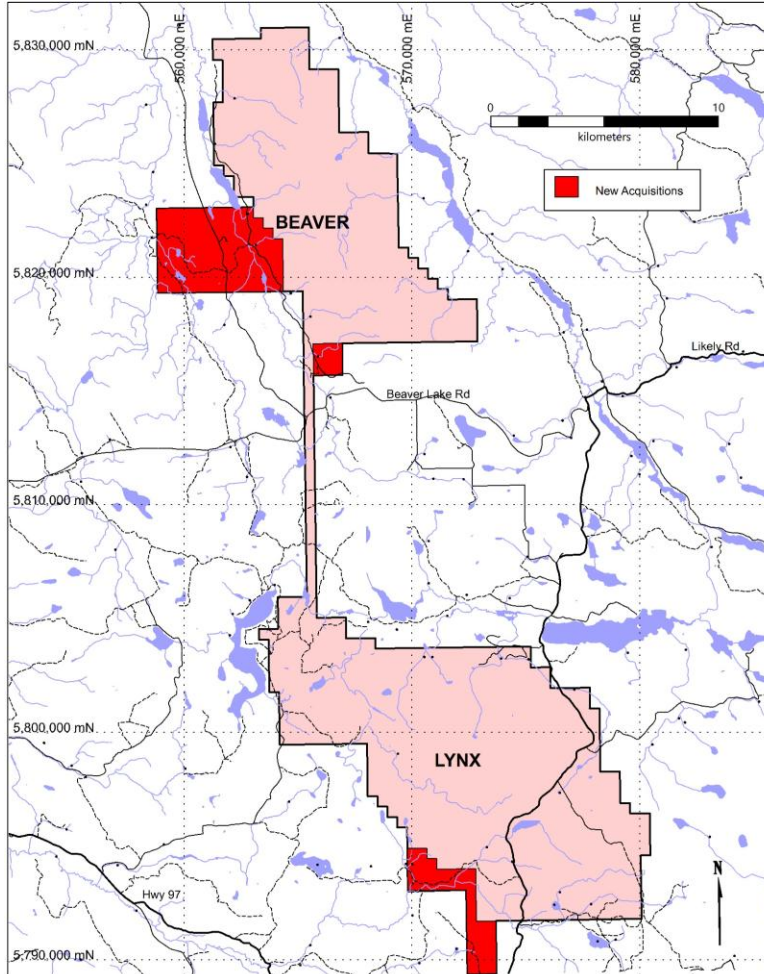 560,000 mE
570,000 mE
580,000 mE
5,830,000 mN
0
10
kilometers
New Acquisitions
BEAVER
5,820,000 mN
Likely Rd
Beaver Lake Rd
5,810,000 mN
5,800,000 mN
LYNX
Hwy 97
N
5,790,000 mN